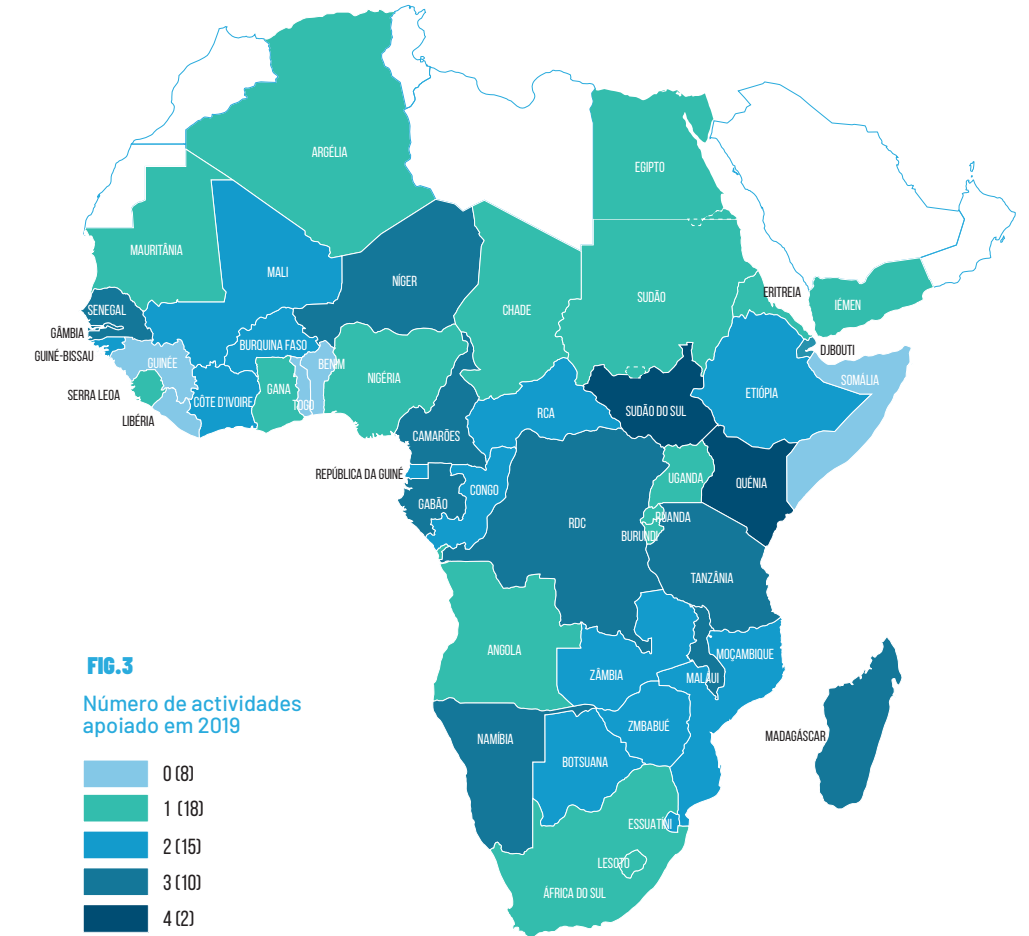 ARGÉLIA
EGIPTO
MAURITÂNIA
MALI
NÍGER
CHADE
SUDÃO
ERITREIA
IÉMEN
SENEGAL
GÂMBIA
GUINÉ-BISSAU
GUINÉE
BURQUINA FASO
BENIM
NIGÉRIA
DJBOUTI
SOMÁLIA
SERRA LEOA
LIBÉRIA
CÔTE D'IVOIRE
GANA
TOGO
CAMARÕES
RCA
SUDÃO DO SUL
ETIÓPIA
REPÚBLICA DA GUINÉ
GABÃO
CONGO
RDC
UGANDA
QUÉNIA
RUANDA
BURUNDI
TANZÂNIA
ANGOLA
ZÂMBIA
MALAUI
MOÇAMBIQUE
NAMÍBIA
BOTSUANA
ZMBABUÉ
MADAGÁSCAR
ESSUATÍNI
LESOTO
ÁFRICA DO SUL
FIG.3
Número de actividades
apoiado em 2019
0 (8)
1 (18)
2 (15)
3 (10)
4 (2)